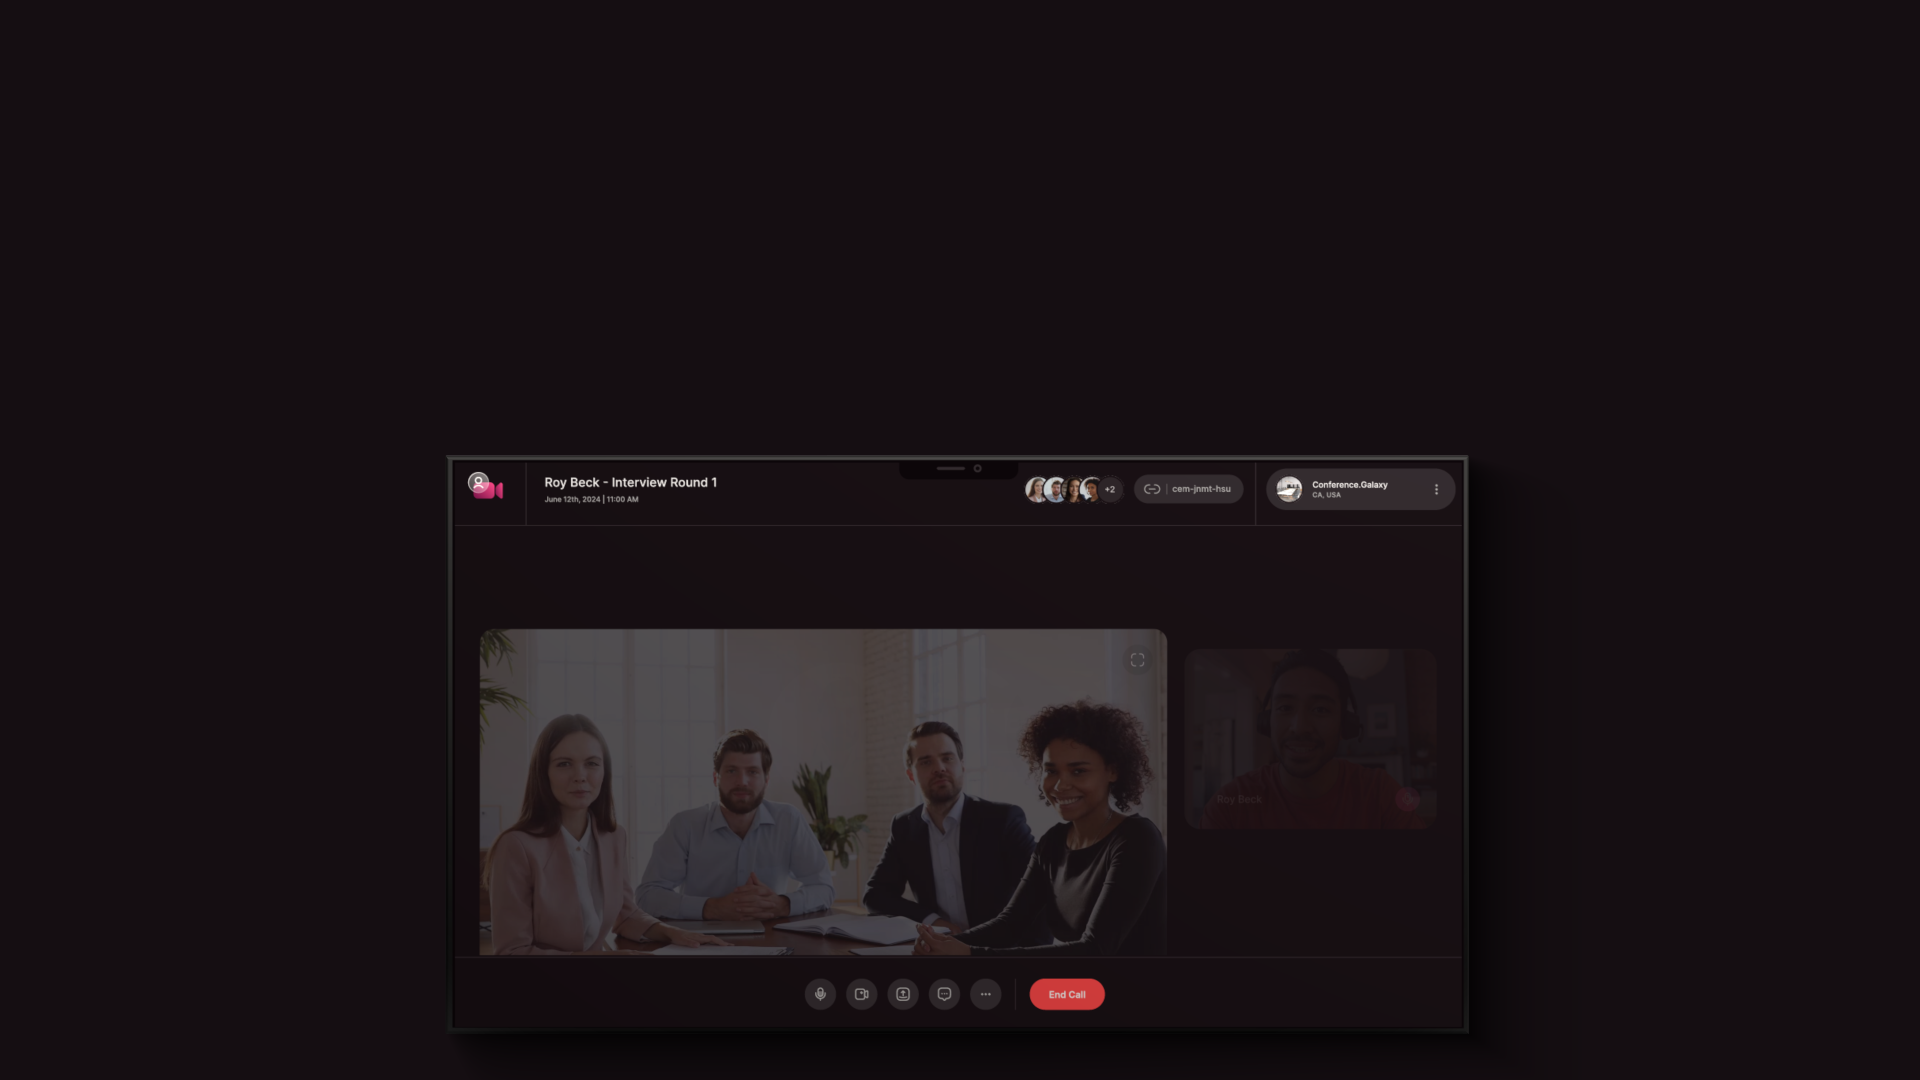 Roy Beck - Interview Round 1
June 12th, 2024 | 11:00 AM
+2
cem-jnmt-hsu
Conference.Galaxy
CA, USA
Roy Beck
End Call